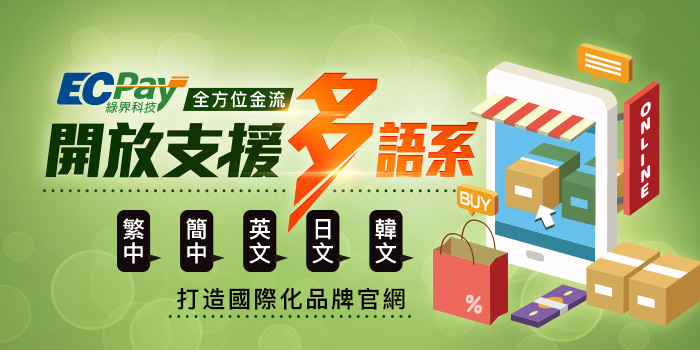 ECPay
綠界科技
全方位金流
開放支援多語系
繁中
簡中
英文
日文
韓文
打造國際化品牌官網
ONLINE
BUY
%